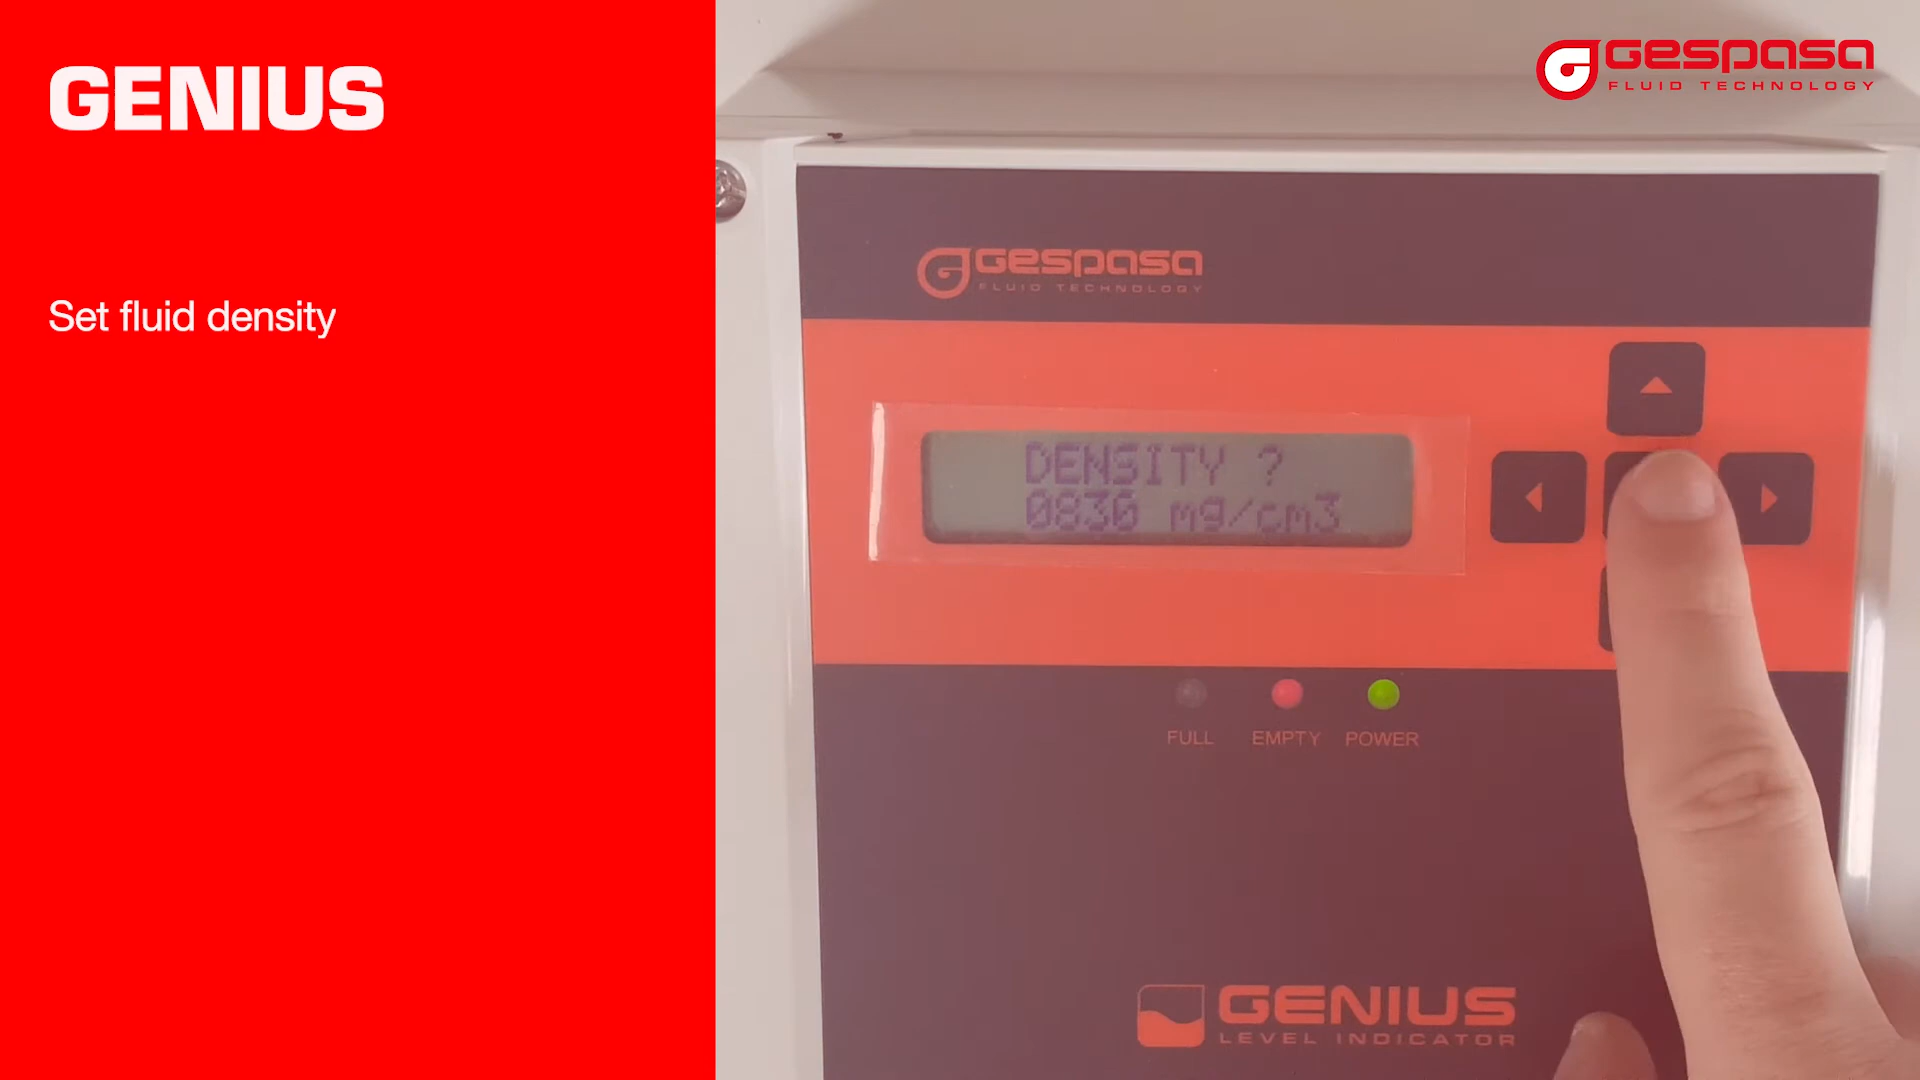 GENIUS
Set fluid density
Gespasa
FLUID TECHNOLOGY
Gespasa
FLUID TECHNOLOGY
DENSITY ?
0830 mg/cm3
FULL EMPTY POWER
GENIUS
LEVEL INDICATOR